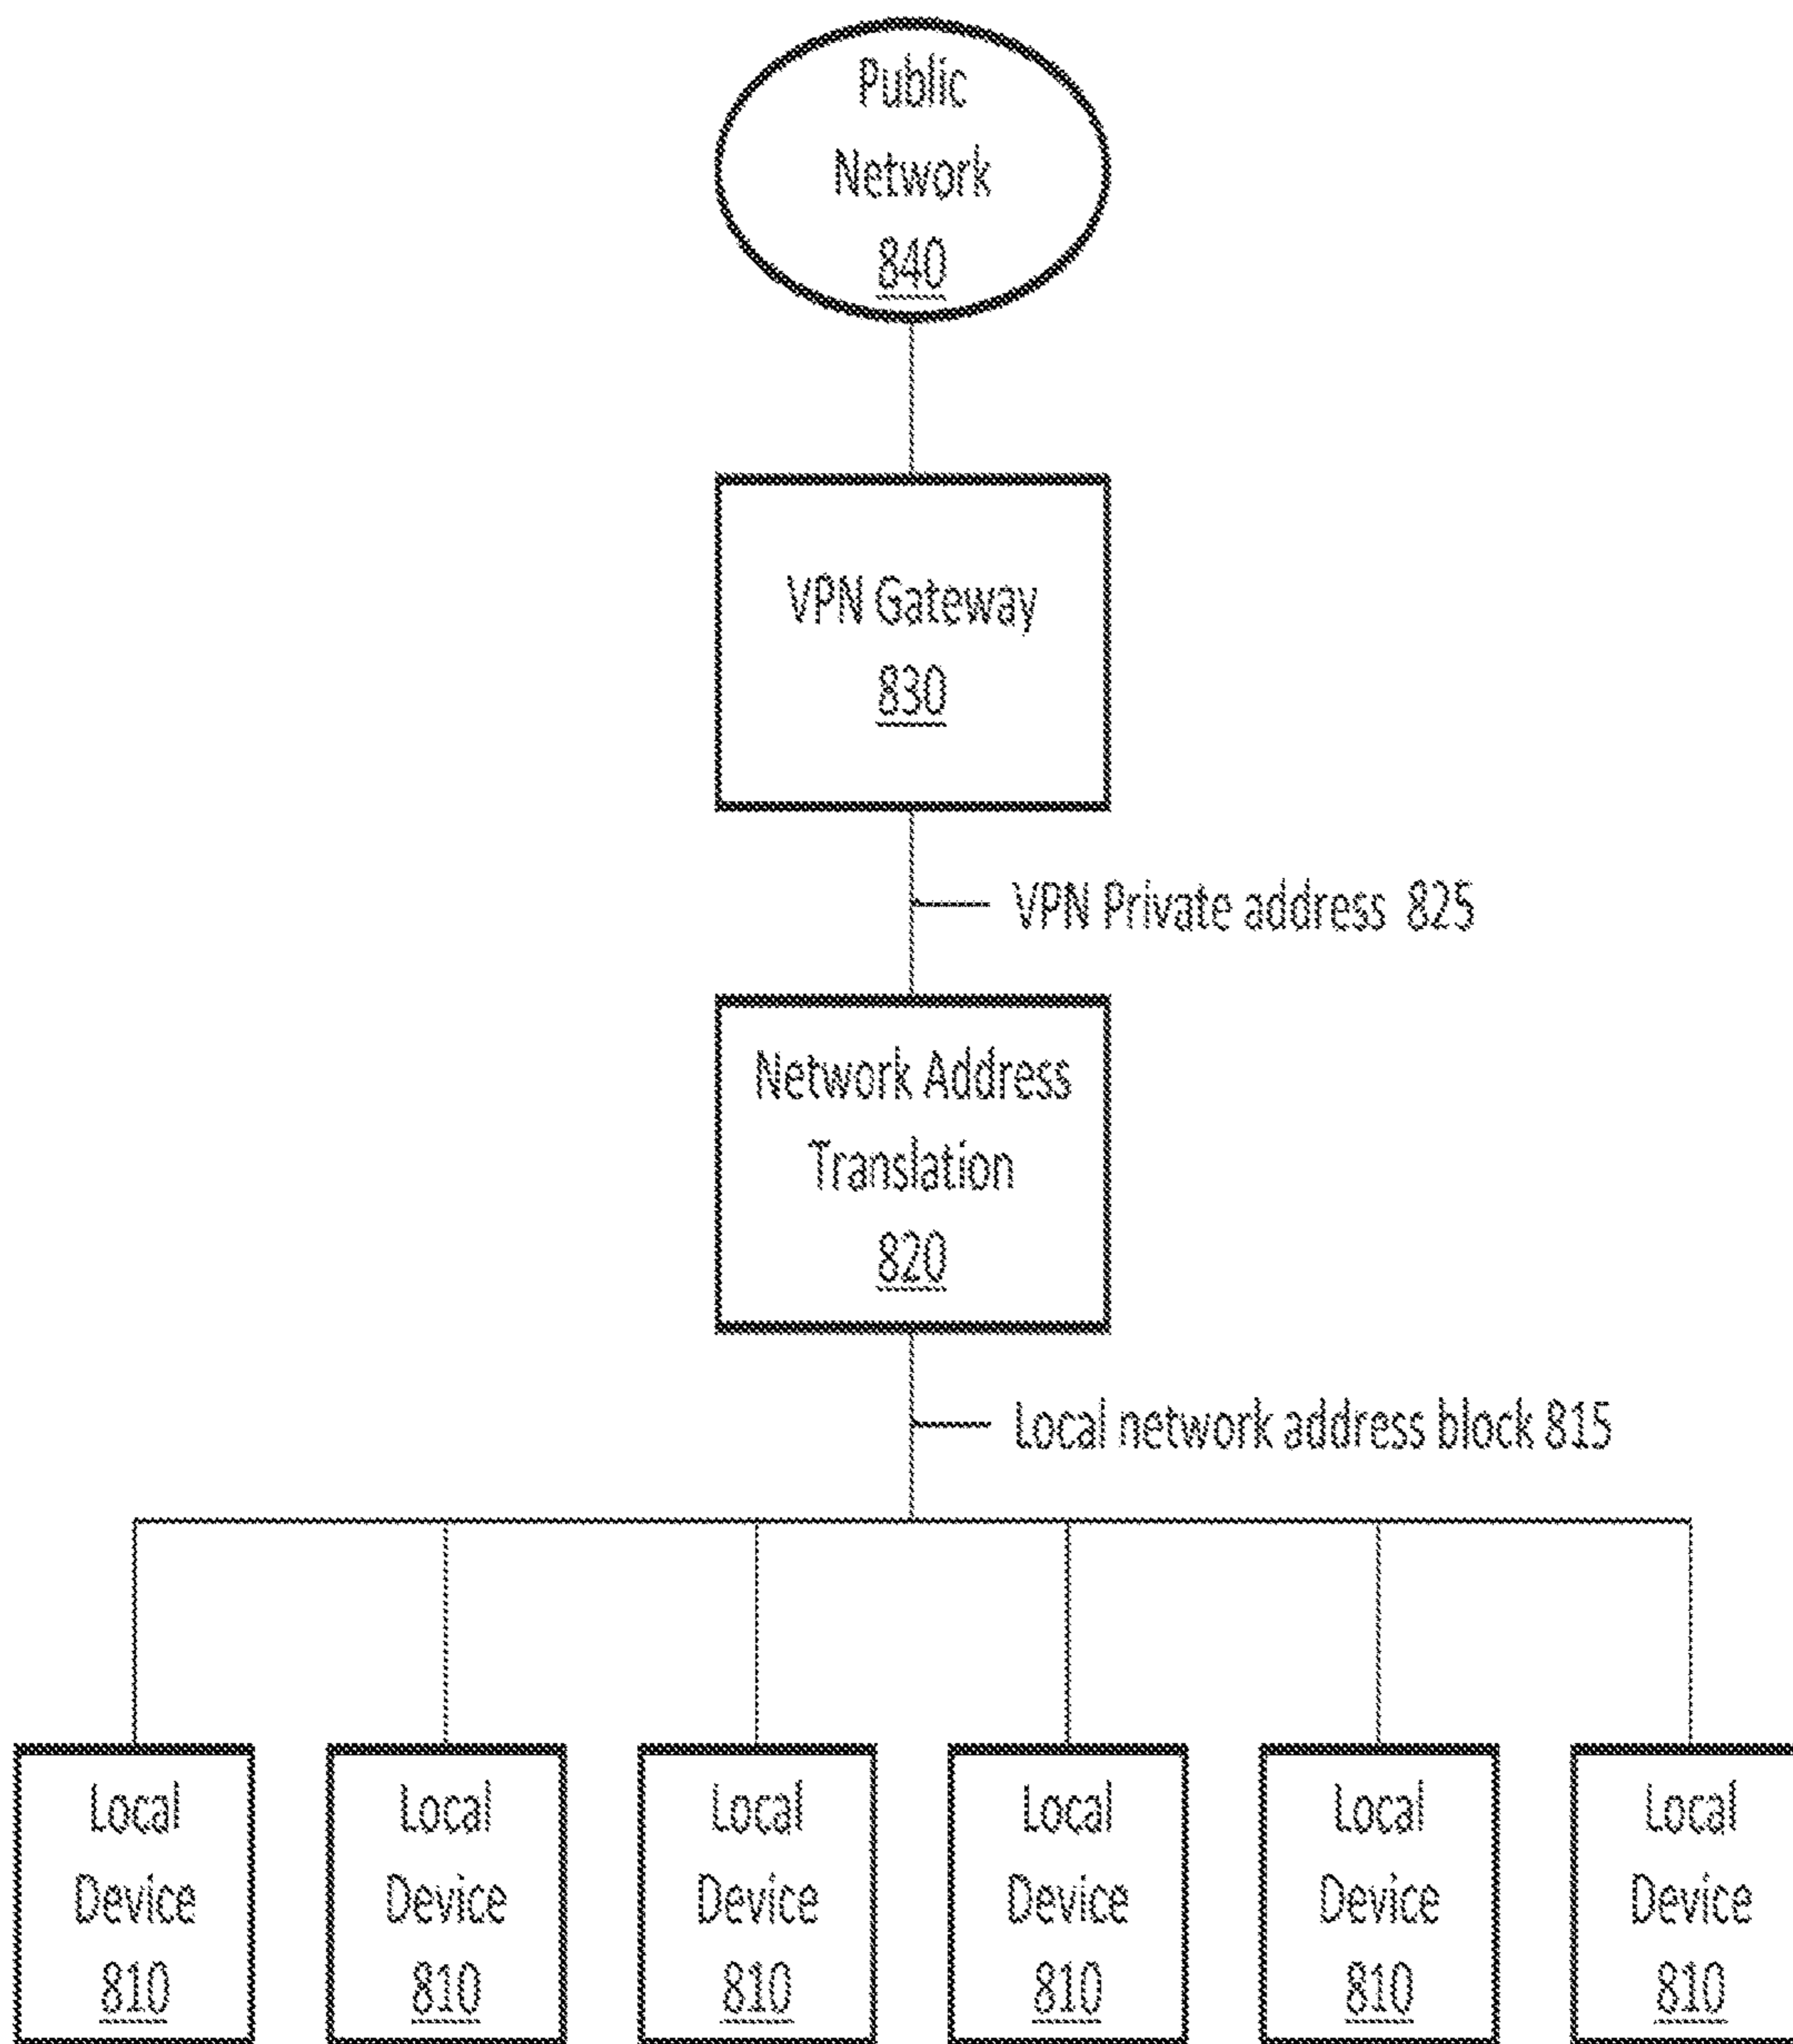 Public
Network
840
VPN Gateway
830
VPN Private address 825
Network Address
Translation
820
Local network address block 815
Local
Device
810
Local
Device
810
Local
Device
810
Local
Device
810
Local
Device
810
Local
Device
810